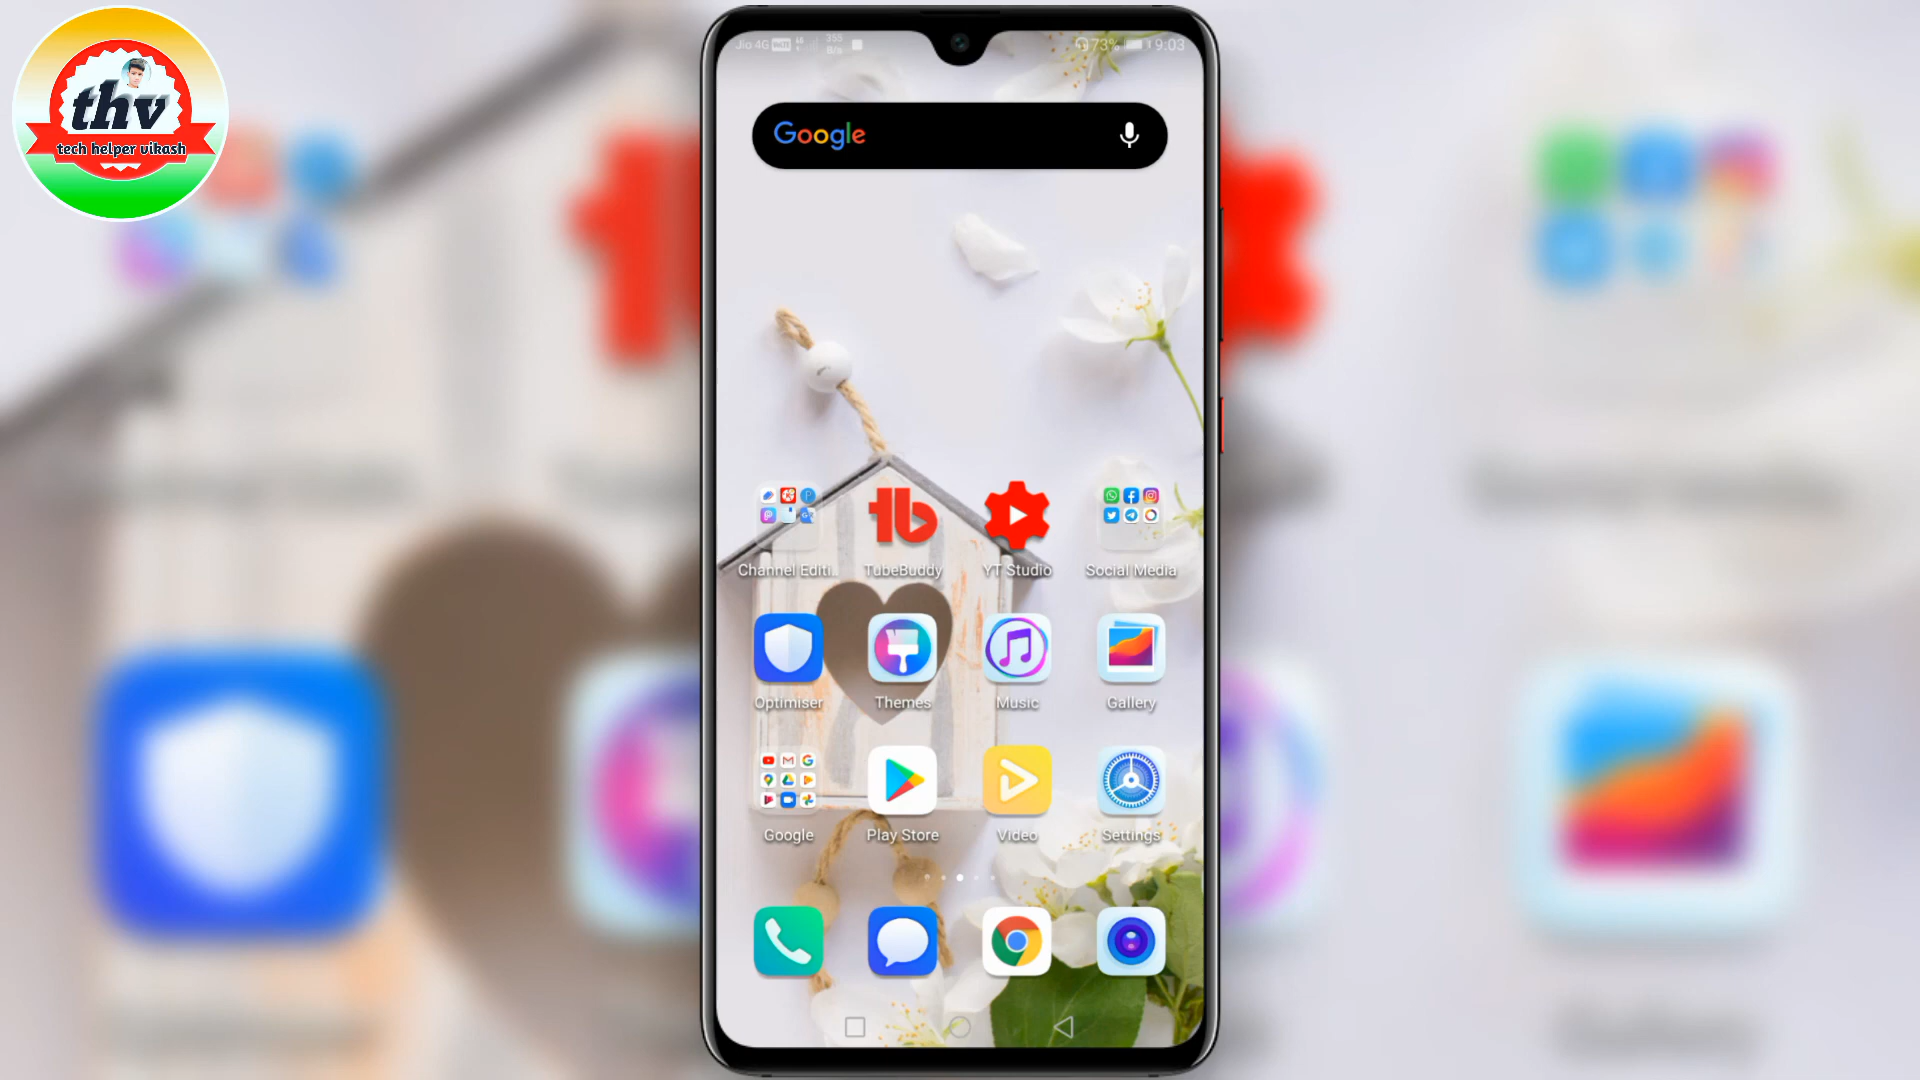 thv
tech helper vikash
Jio 4G
355
B/s
73%
9:03
Google
Channel Editi...
TubeBuddy
YT Studio
Social Media
Optimiser
Themes
Music
Gallery
Google
Play Store
Video
Settings